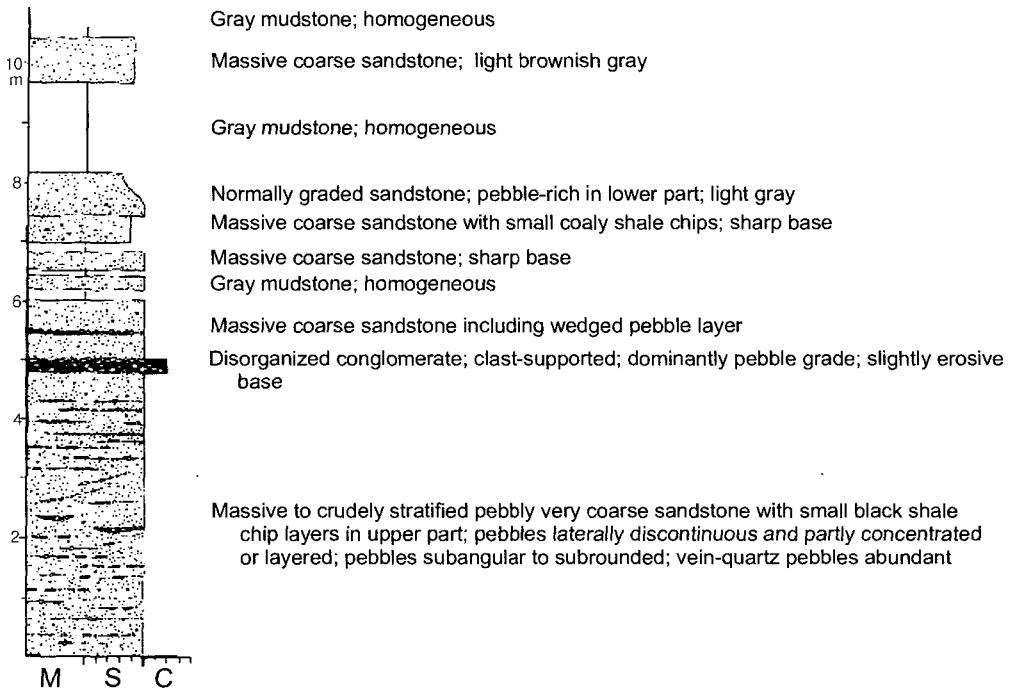 Gray mudstone; homogeneous
10
m
Massive coarse sandstone; light brownish gray
Gray mudstone; homogeneous
8
Normally graded sandstone; pebble-rich in lower part; light gray
Massive coarse sandstone with small coaly shale chips; sharp base
Massive coarse sandstone; sharp base
Gray mudstone; homogeneous
6
Massive coarse sandstone including wedged pebble layer
Disorganized conglomerate; clast-supported; dominantly pebble grade; slightly erosive
base
4
Massive to crudely stratified pebbly very coarse sandstone with small black shale
chip layers in upper part; pebbles laterally discontinuous and partly concentrated
2
or layered; pebbles subangular to subrounded; vein-quartz pebbles abundant
M S C